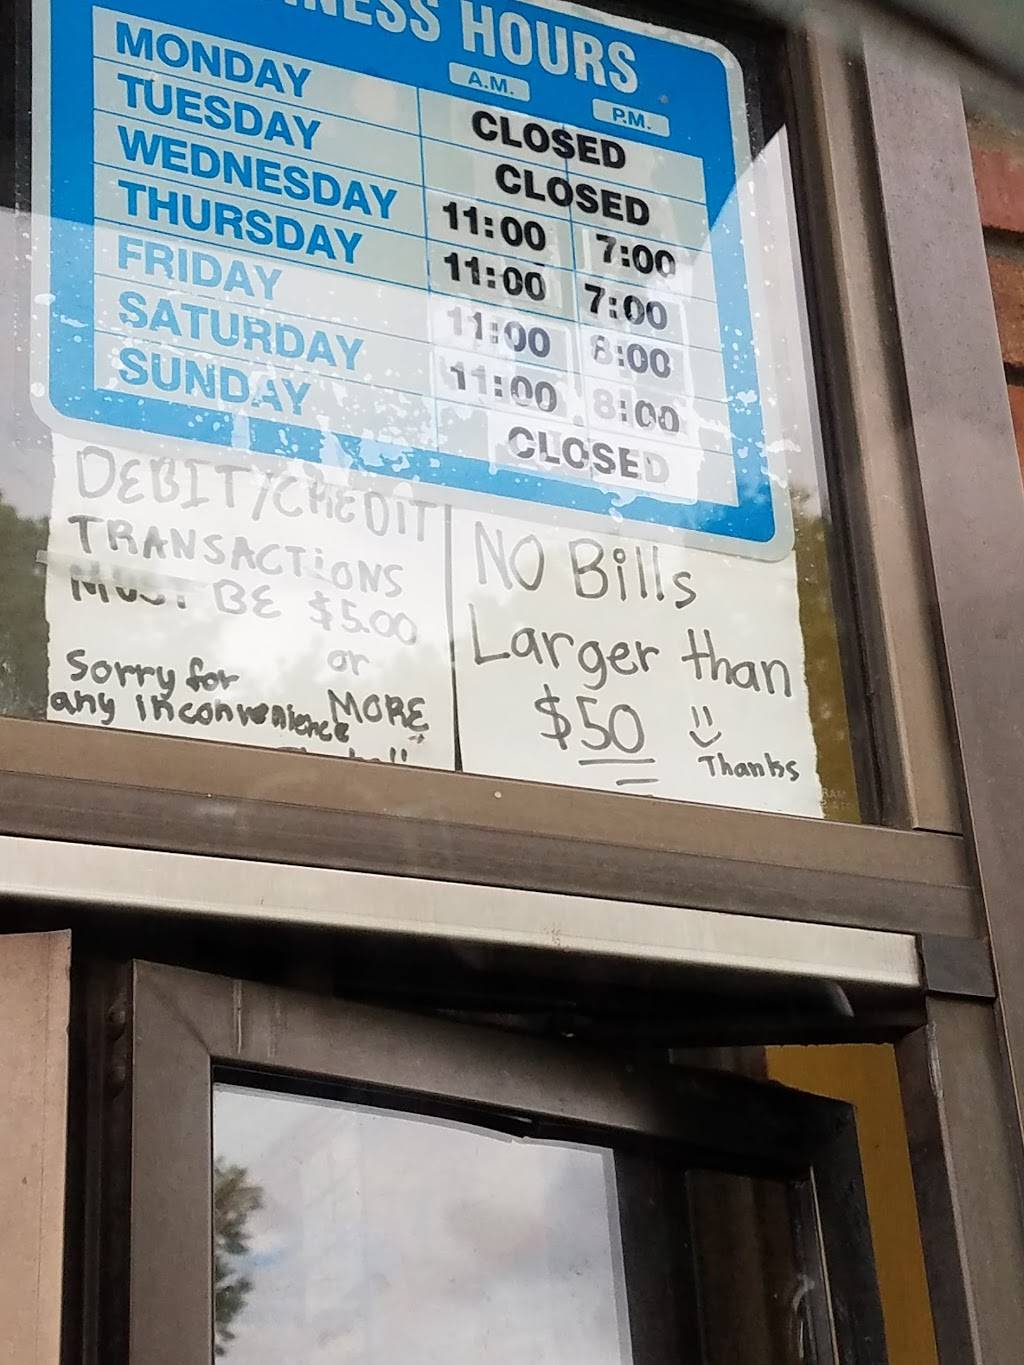 NESS HOURS
A.M. P.M.
MONDAY CLOSED
TUESDAY CLOSED
WEDNESDAY 11:00 7:00
THURSDAY 11:00 7:00
FRIDAY 11:00 8:00
SATURDAY 11:00 8:00
SUNDAY CLOSED
DEBIT/CREDIT
TRANSACTiONS
MUST BE $5.00
or
MORE
Sorry for
any inconvenience
NO Bills
Larger than
$50
Thanks